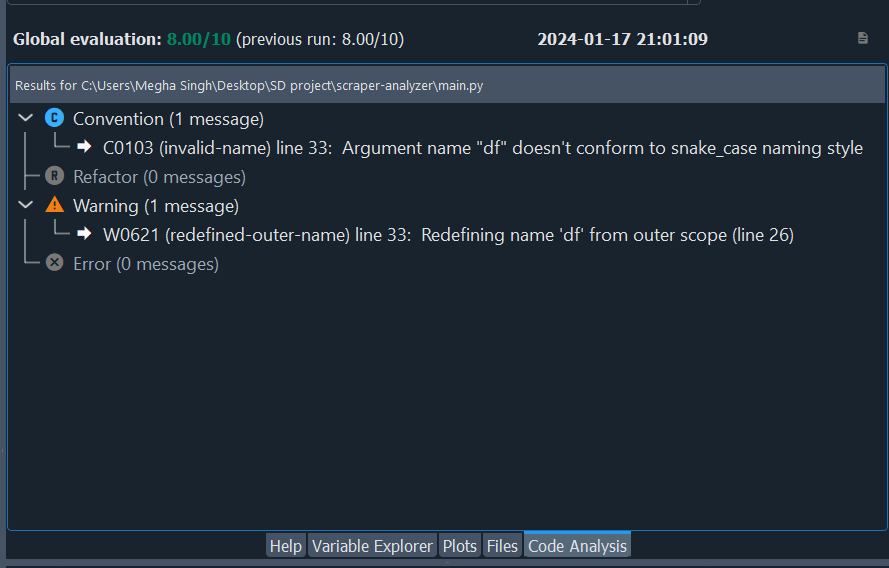 Global evaluation: 8.00/10 (previous run: 8.00/10) 2024-01-17 21:01:09
Results for C:\Users\Megha Singh\Desktop\SD project\scraper-analyzer\main.py
C Convention (1 message)
C0103 (invalid-name) line 33: Argument name "df" doesn't conform to snake_case naming style
R Refactor (0 messages)
Warning (1 message)
W0621 (redefined-outer-name) line 33: Redefining name 'df' from outer scope (line 26)
Error (0 messages)
Help Variable Explorer Plots Files Code Analysis